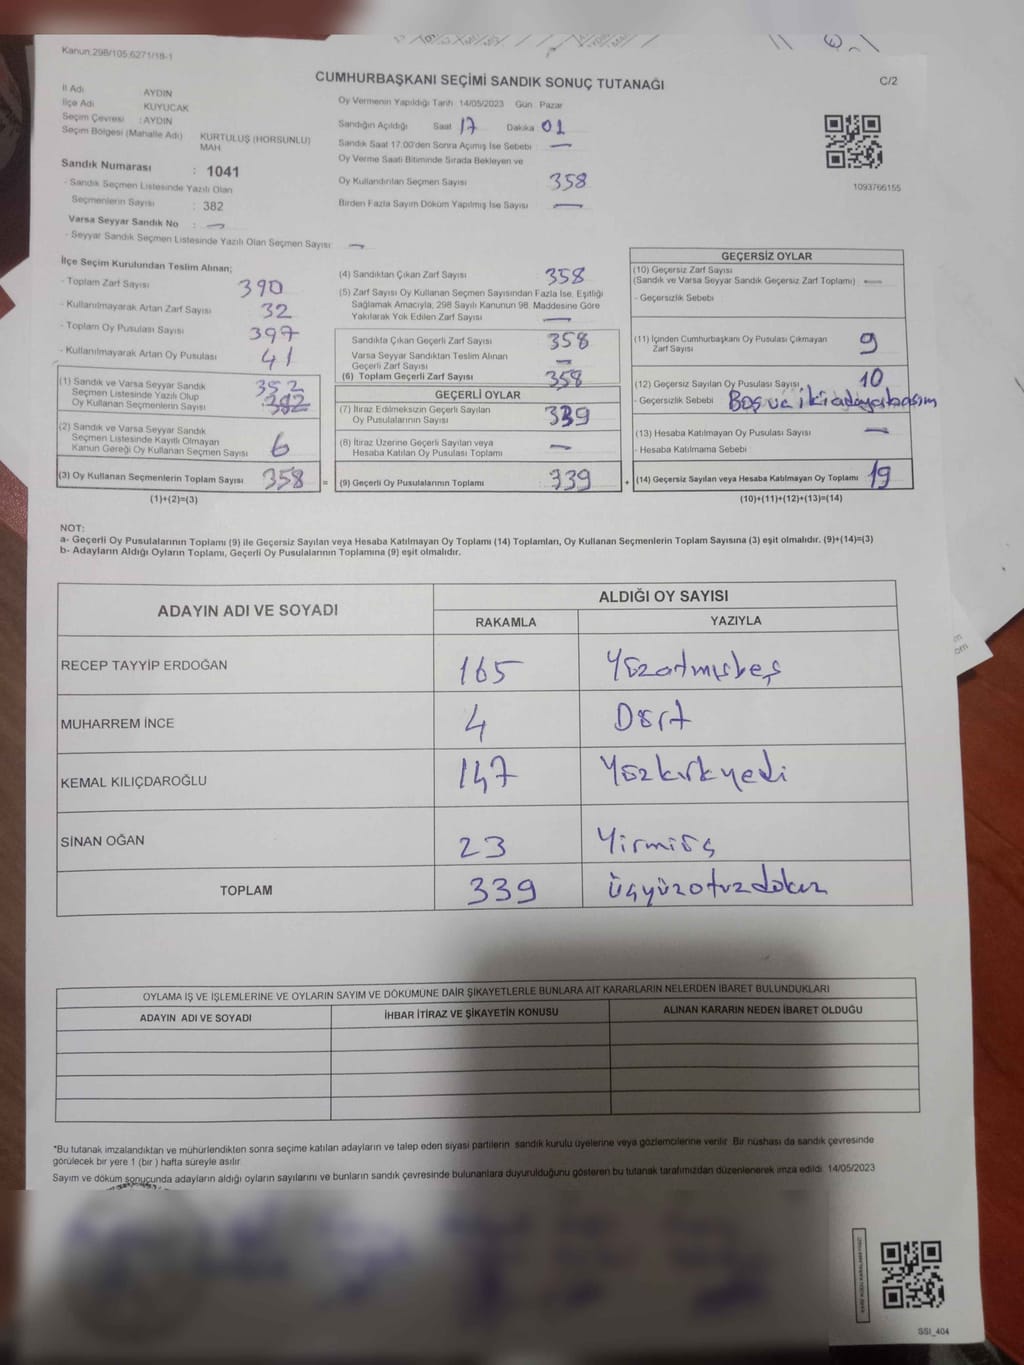 Kanun.298/105,6271/18-1
CUMHURBAŞKANI SEÇİMİ SANDIK SONUÇ TUTANAĞI
C/2
İl Adı AYDIN
İlçe Adı KUYUCAK
Seçim Çevresi : AYDIN
Seçim Bölgesi (Mahalle Adı) KURTULUŞ (HORSUNLU) MAH
Sandık Numarası : 1041
- Sandık Seçmen Listesinde Yazılı Olan
Seçmenlerin Sayısı : 382
Varsa Seyyar Sandık No : —
- Seyyar Sandık Seçmen Listesinde Yazılı Olan Seçmen Sayısı: —
Oy Vermenin Yapıldığı Tarih 14/05/2023 Gün Pazar
Sandığın Açıldığı Saat 17 Dakika 01
Sandık Saat 17.00'den Sonra Açımış İse Sebebi —
Oy Verme Saati Bitiminde Sırada Bekleyen ve
Oy Kullandırılan Seçmen Sayısı 358
Birden Fazla Sayım Döküm Yapılmış İse Sayısı —
1093766155
İlçe Seçim Kurulundan Teslim Alınan;
- Toplam Zarf Sayısı 390
- Kullanılmayarak Artan Zarf Sayısı 32
- Toplam Oy Pusulası Sayısı 397
- Kullanılmayarak Artan Oy Pusulası 41
(1) Sandık ve Varsa Seyyar Sandık 352
Seçmen Listesinde Yazılı Olup
Oy Kullanan Seçmenlerin Sayısı 382
(2) Sandık ve Varsa Seyyar Sandık
Seçmen Listesinde Kayıtlı Olmayan
Kanun Gereği Oy Kullanan Seçmen Sayısı 6
(3) Oy Kullanan Seçmenlerin Toplam Sayısı 358 =
(1)+(2)=(3)
(4) Sandıktan Çıkan Zarf Sayısı 358
(5) Zarf Sayısı Oy Kullanan Seçmen Sayısından Fazla İse, Eşitliği
Sağlamak Amacıyla, 298 Sayılı Kanunun 98. Maddesine Göre
Yakılarak Yok Edilen Zarf Sayısı —
Sandıkta Çıkan Geçerli Zarf Sayısı 358
Varsa Seyyar Sandıktan Teslim Alınan
Geçerli Zarf Sayısı —
(6) Toplam Geçerli Zarf Sayısı 358
GEÇERLİ OYLAR
(7) İtiraz Edilmeksizin Geçerli Sayılan
Oy Pusulalarının Sayısı 339
(8) İtiraz Üzerine Geçerli Sayılan veya
Hesaba Katılan Oy Pusulası Toplamı —
(9) Geçerli Oy Pusulalarının Toplamı 339 +
GEÇERSİZ OYLAR
(10) Geçersiz Zarf Sayısı
(Sandık ve Varsa Seyyar Sandık Geçersiz Zarf Toplamı) —
- Geçersizlik Sebebi
(11) İçinden Cumhurbaşkanı Oy Pusulası Çıkmayan
Zarf Sayısı 9
(12) Geçersiz Sayılan Oy Pusulası Sayısı 10
- Geçersizlik Sebebi Boş ve iki adaya basım
(13) Hesaba Katılmayan Oy Pusulası Sayısı —
- Hesaba Katılmama Sebebi
(14) Geçersiz Sayılan veya Hesaba Katılmayan Oy Toplamı 19
(10)+(11)+(12)+(13)=(14)
NOT:
a- Geçerli Oy Pusulalarının Toplamı (9) ile Geçersiz Sayılan veya Hesaba Katılmayan Oy Toplamı (14) Toplamları, Oy Kullanan Seçmenlerin Toplam Sayısına (3) eşit olmalıdır. (9)+(14)=(3)
b- Adayların Aldığı Oyların Toplamı, Geçerli Oy Pusulalarının Toplamına (9) eşit olmalıdır.
ADAYIN ADI VE SOYADI
ALDIĞI OY SAYISI
RAKAMLA YAZIYLA
RECEP TAYYİP ERDOĞAN 165 Yüzatmışbeş
MUHARREM İNCE 4 Dört
KEMAL KILIÇDAROĞLU 147 Yüzkırkyedi
SİNAN OĞAN 23 Yirmiüç
TOPLAM 339 üçyüzotuzdokuz
OYLAMA İŞ VE İŞLEMLERİNE VE OYLARIN SAYIM VE DÖKÜMÜNE DAİR ŞİKAYETLERLE BUNLARA AİT KARARLARIN NELERDEN İBARET BULUNDUKLARI
ADAYIN ADI VE SOYADI İHBAR İTİRAZ VE ŞİKAYETİN KONUSU ALINAN KARARIN NEDEN İBARET OLDUĞU
*Bu tutanak imzalandıktan ve mühürlendikten sonra seçime katılan adayların ve talep eden siyasi partilerin sandık kurulu üyelerine veya gözlemcilerine verilir. Bir nüshası da sandık çevresinde
görülecek bir yere 1 (bir) hafta süreyle asılır.
Sayım ve döküm sonucunda adayların aldığı oyların sayılarını ve bunların sandık çevresinde bulunanlara duyurulduğunu gösteren bu tutanak tarafımızdan düzenlenerek imza edildi. 14/05/2023
SSI_404